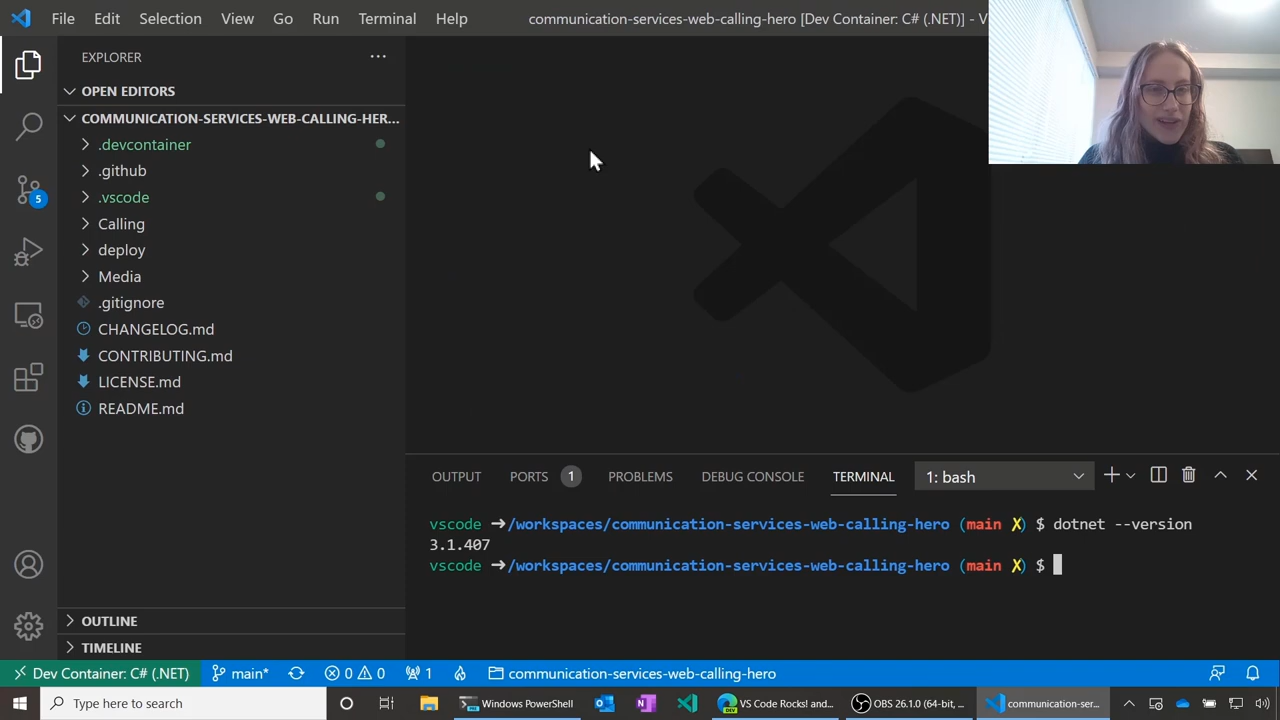 File Edit Selection View Go Run Terminal Help communication-services-web-calling-hero [Dev Container: C# (.NET)] - V
EXPLORER
OPEN EDITORS
COMMUNICATION-SERVICES-WEB-CALLING-HER...
.devcontainer
.github
.vscode
5
Calling
deploy
Media
.gitignore
CHANGELOG.md
CONTRIBUTING.md
LICENSE.md
README.md
OUTPUT PORTS 1 PROBLEMS DEBUG CONSOLE TERMINAL 1: bash
vscode ➜/workspaces/communication-services-web-calling-hero (main ✗) $ dotnet --version
3.1.407
vscode ➜/workspaces/communication-services-web-calling-hero (main ✗) $
OUTLINE
TIMELINE
Dev Container: C# (.NET) main* 0 0 1 communication-services-web-calling-hero
Type here to search Windows PowerShell DEV VS Code Rocks! and... OBS 26.1.0 (64-bit, ... communication-ser...